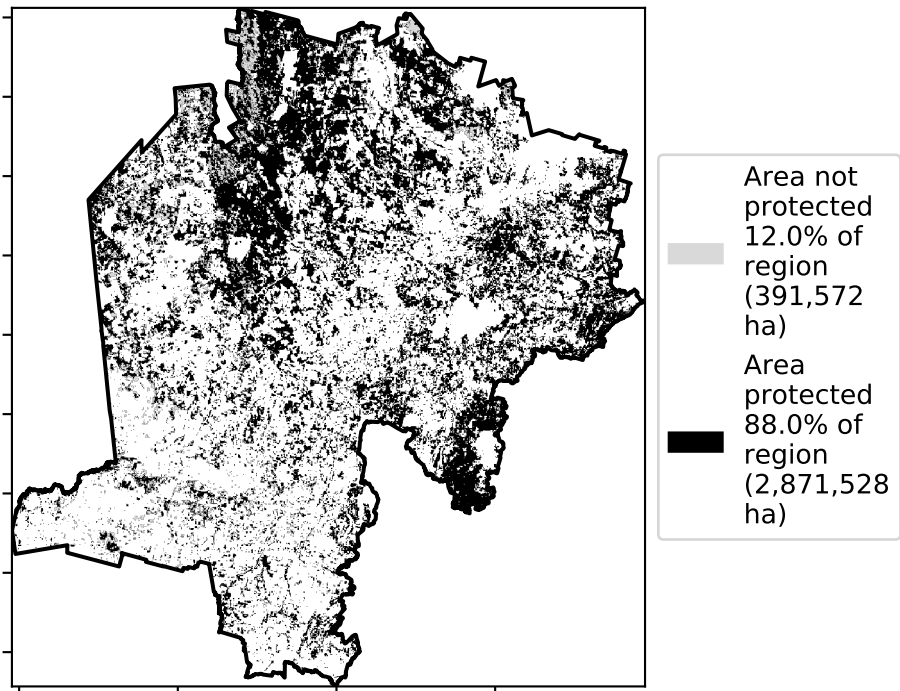 Area not
protected
12.0% of
region
(391,572
ha)
Area
protected
88.0% of
region
(2,871,528
ha)